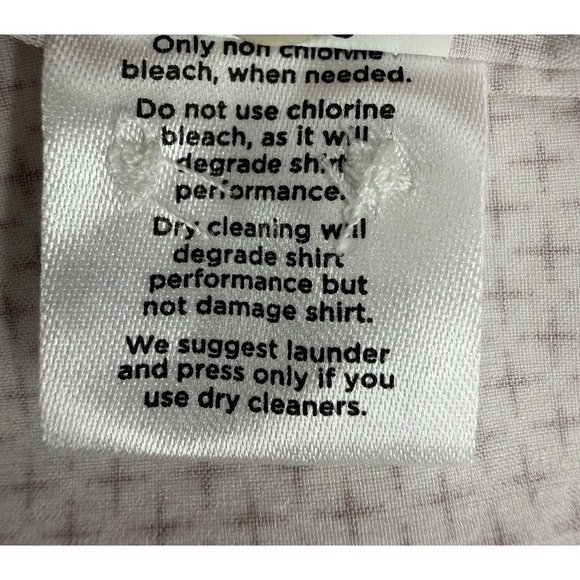 Only non chlorine
bleach, when needed.
Do not use chlorine
bleach, as it will
degrade shirt
performance.
Dry cleaning will
degrade shirt
performance but
not damage shirt.
We suggest launder
and press only if you
use dry cleaners.